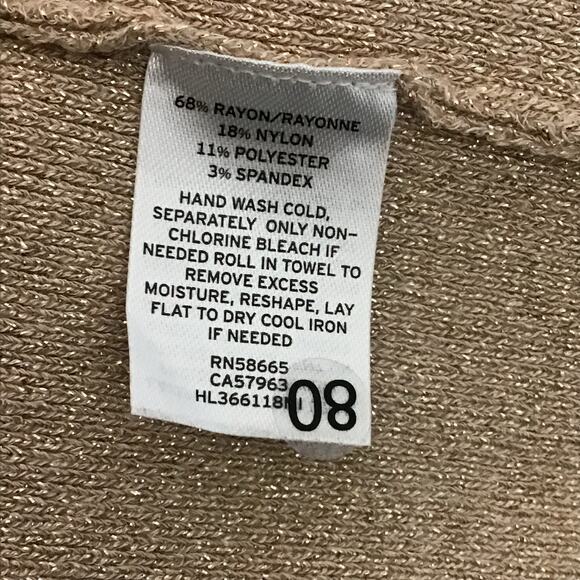 68% RAYON/RAYONNE
18% NYLON
11% POLYESTER
3% SPANDEX
HAND WASH COLD,
SEPARATELY ONLY NON-
CHLORINE BLEACH IF
NEEDED ROLL IN TOWEL TO
REMOVE EXCESS
MOISTURE, RESHAPE, LAY
FLAT TO DRY COOL IRON
IF NEEDED
RN58665
CA57963
08